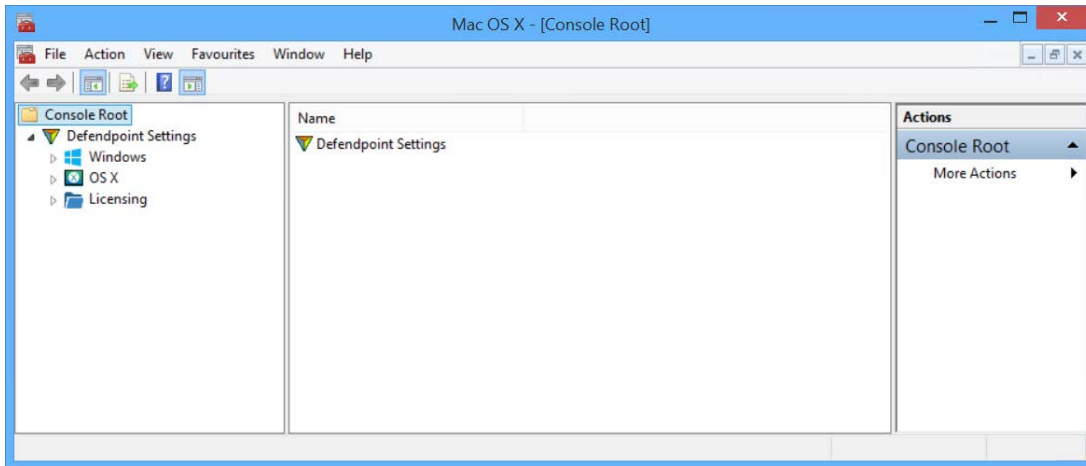 Mac OS X - [Console Root]
File Action View Favourites Window Help
Console Root
Defendpoint Settings
Windows
OS X
Licensing
Name
Defendpoint Settings
Actions
Console Root
More Actions